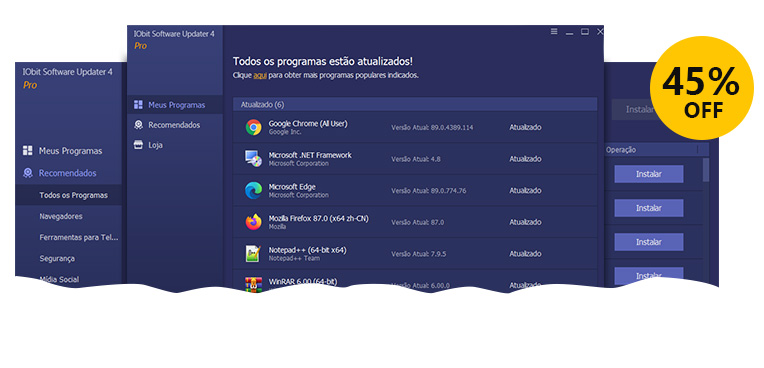 IObit Software Updater 4
Pro
Meus Programas
Recomendados
Todos os Programas
Navegadores
Ferramentas para Tel...
Segurança
Mídia Social
IObit Software Updater 4
Pro
Meus Programas
Recomendados
Loja
Todos os programas estão atualizados!
Clique aqui para obter mais programas populares indicados.
Atualizado (6)
Google Chrome (All User)
Google Inc.
Versão Atual: 89.0.4389.114
Atualizado
Microsoft .NET Framework
Microsoft Corporation
Versão Atual: 4.8
Atualizado
Microsoft Edge
Microsoft Corporation
Versão Atual: 89.0.774.76
Atualizado
Mozilla Firefox 87.0 (x64 zh-CN)
Mozilla
Versão Atual: 87.0
Atualizado
Notepad++ (64-bit x64)
Notepad++ Team
Versão Atual: 7.9.5
Atualizado
WinRAR 6.00 (64-bit)
Versão Atual: 6.00.0
Atualizado
45%
OFF
Instalar
Operação
Instalar
Instalar
Instalar
Instalar